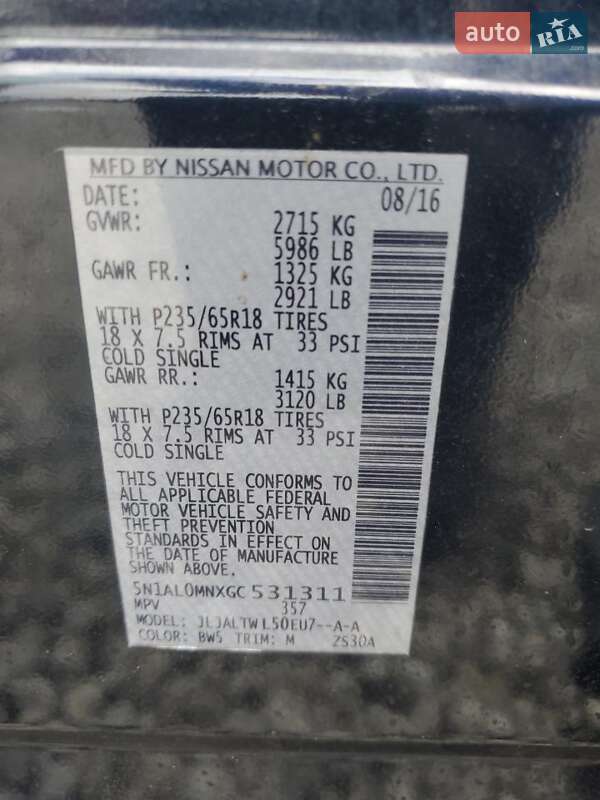 auto RIA.com
MFD BY NISSAN MOTOR CO., LTD.
DATE: 08/16
GVWR: 2715 KG
5986 LB
GAWR FR.: 1325 KG
2921 LB
WITH P235/65R18 TIRES
18 X 7.5 RIMS AT 33 PSI
COLD SINGLE
GAWR RR.: 1415 KG
3120 LB
WITH P235/65R18 TIRES
18 X 7.5 RIMS AT 33 PSI
COLD SINGLE
THIS VEHICLE CONFORMS TO
ALL APPLICABLE FEDERAL
MOTOR VEHICLE SAFETY AND
THEFT PREVENTION
STANDARDS IN EFFECT ON
THE DATE OF MANUFACTURE
SHOWN ABOVE.
5N1AL0MNXGC531311
MPV 357
MODEL: JLJALTWL50EU7--A-A
COLOR: BW5 TRIM: M 2S30A